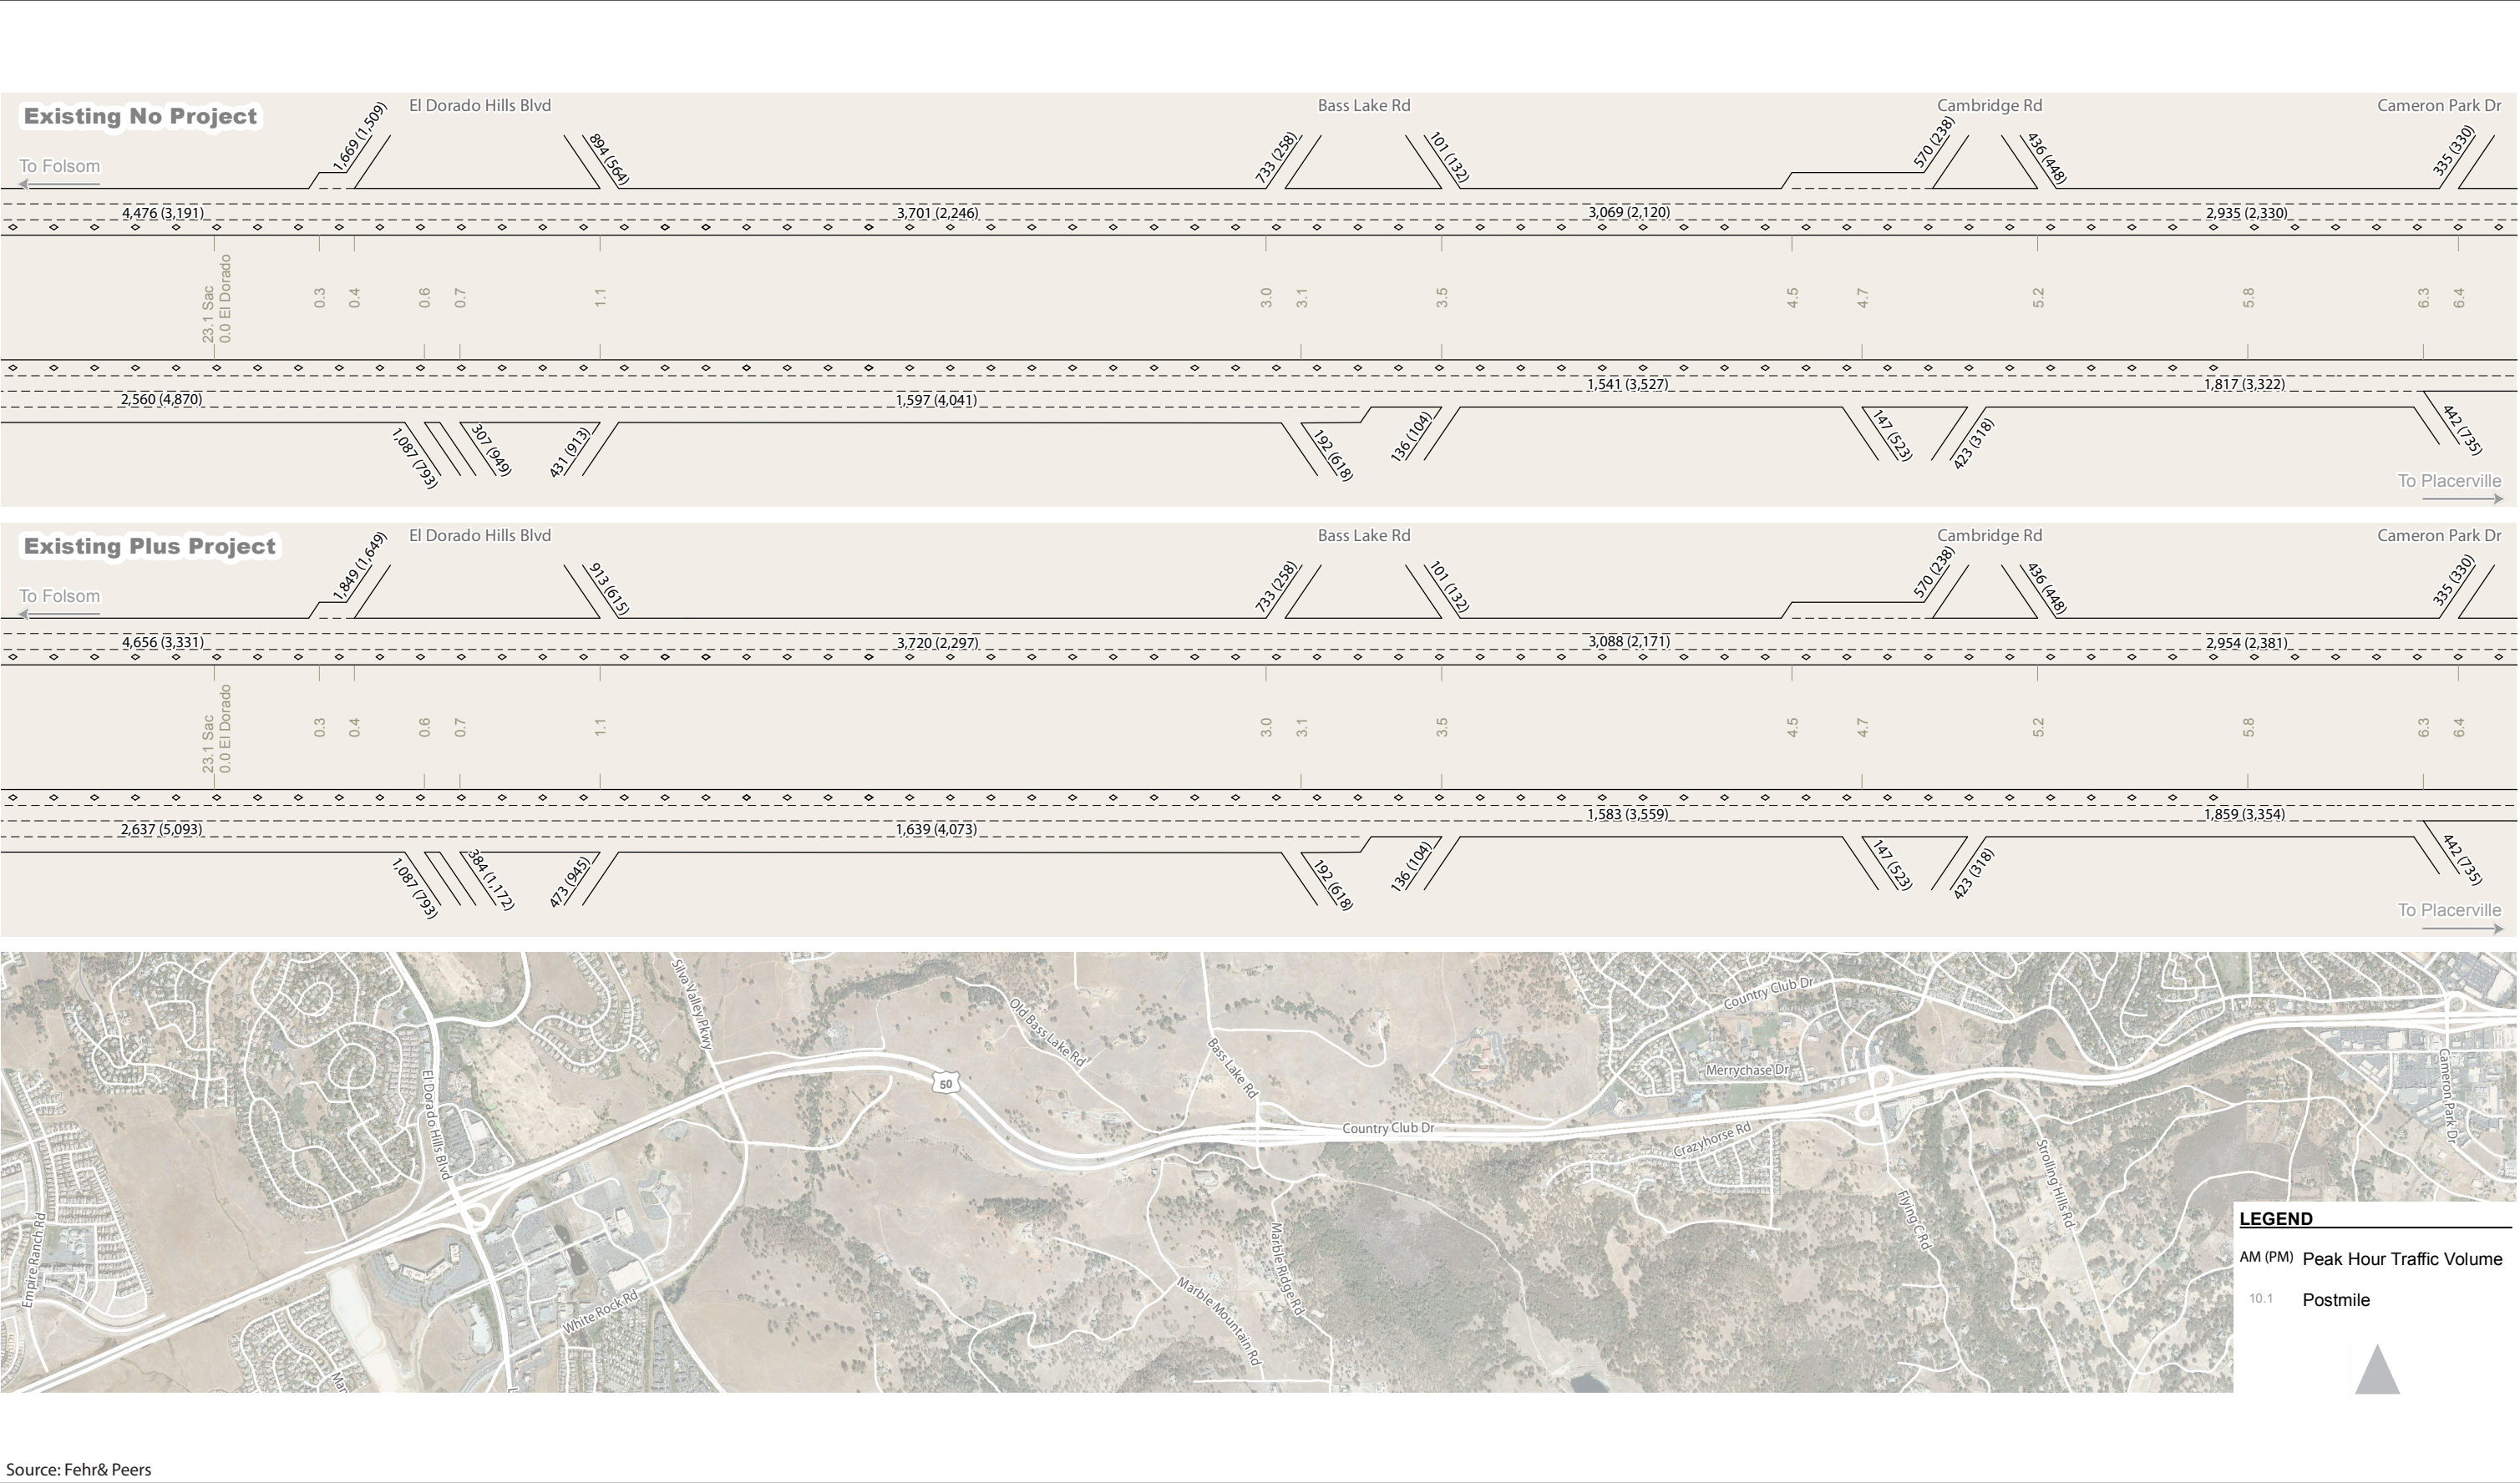 Existing No Project
El Dorado Hills Blvd
Bass Lake Rd
Cambridge Rd
Cameron Park Dr
To Folsom
1,669 (1,509)
894 (564)
733 (258)
101 (132)
570 (238)
436 (448)
335 (330)
4,476 (3,191)
3,701 (2,246)
3,069 (2,120)
2,935 (2,330)
23.1 Sac
0.0 El Dorado
0.3
0.4
0.6
0.7
1.1
3.0
3.1
3.5
4.5
4.7
5.2
5.8
6.3
6.4
2,560 (4,870)
1,597 (4,041)
1,541 (3,527)
1,817 (3,322)
1,087 (793)
307 (949)
431 (913)
192 (618)
136 (104)
147 (523)
423 (318)
442 (735)
To Placerville
Existing Plus Project
El Dorado Hills Blvd
Bass Lake Rd
Cambridge Rd
Cameron Park Dr
To Folsom
1,849 (1,649)
913 (615)
733 (258)
101 (132)
570 (238)
436 (448)
335 (330)
4,656 (3,331)
3,720 (2,297)
3,088 (2,171)
2,954 (2,381)
23.1 Sac
0.0 El Dorado
0.3
0.4
0.6
0.7
1.1
3.0
3.1
3.5
4.5
4.7
5.2
5.8
6.3
6.4
2,637 (5,093)
1,639 (4,073)
1,583 (3,559)
1,859 (3,354)
1,087 (793)
384 (1,172)
473 (945)
192 (618)
136 (104)
147 (523)
423 (318)
442 (735)
To Placerville
Silva Valley Pkwy
Old Bass Lake Rd
Bass Lake Rd
Country Club Dr
Merrychase Dr
El Dorado Hills Blvd
50
Country Club Dr
Crazyhorse Rd
Cameron Park Dr
Strolling Hills Rd
Flying C Rd
Empire Ranch Rd
White Rock Rd
Marble Ridge Rd
Marble Mountain Rd
Man
L
LEGEND
AM (PM) Peak Hour Traffic Volume
10.1 Postmile
Source: Fehr& Peers